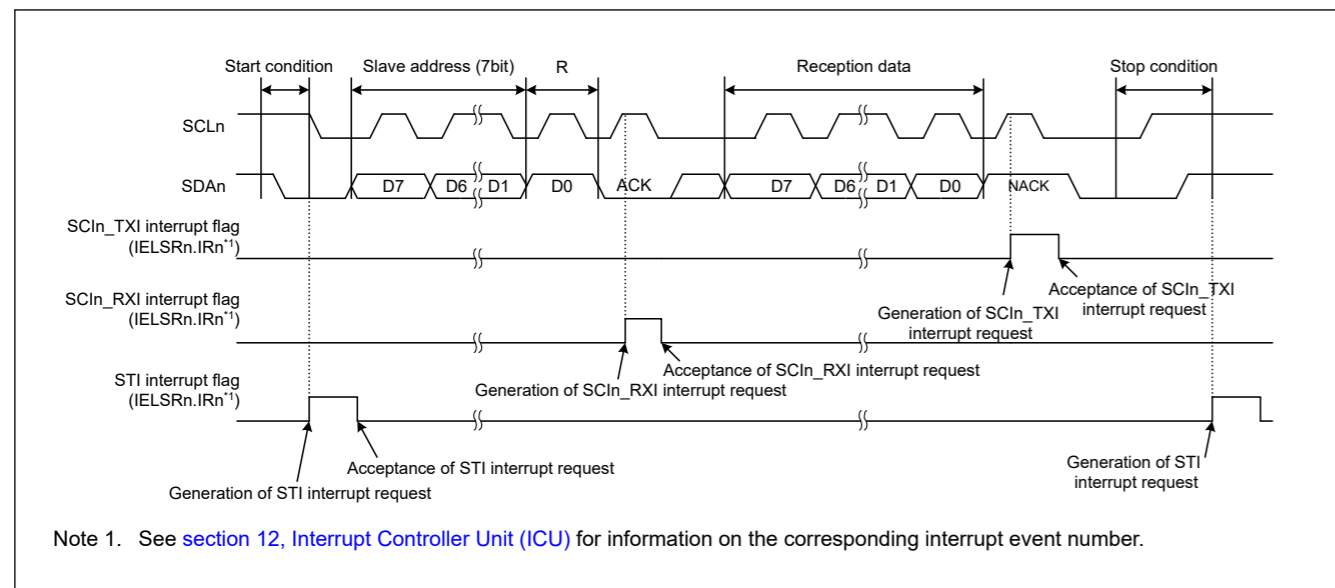 Start condition
Slave address (7bit)
R
Reception data
Stop condition
SCLn
SDAn
D7
D6
D1
D0
ACK
D7
D6
D1
D0
NACK
SCIn_TXI interrupt flag
(IELSRn.IRn*1)
Acceptance of SCIn_TXI
interrupt request
Generation of SCIn_TXI
interrupt request
SCIn_RXI interrupt flag
(IELSRn.IRn*1)
Acceptance of SCIn_RXI interrupt request
Generation of SCIn_RXI interrupt request
STI interrupt flag
(IELSRn.IRn*1)
Acceptance of STI interrupt request
Generation of STI interrupt request
Generation of STI
interrupt request
Note 1. See section 12, Interrupt Controller Unit (ICU) for information on the corresponding interrupt event number.